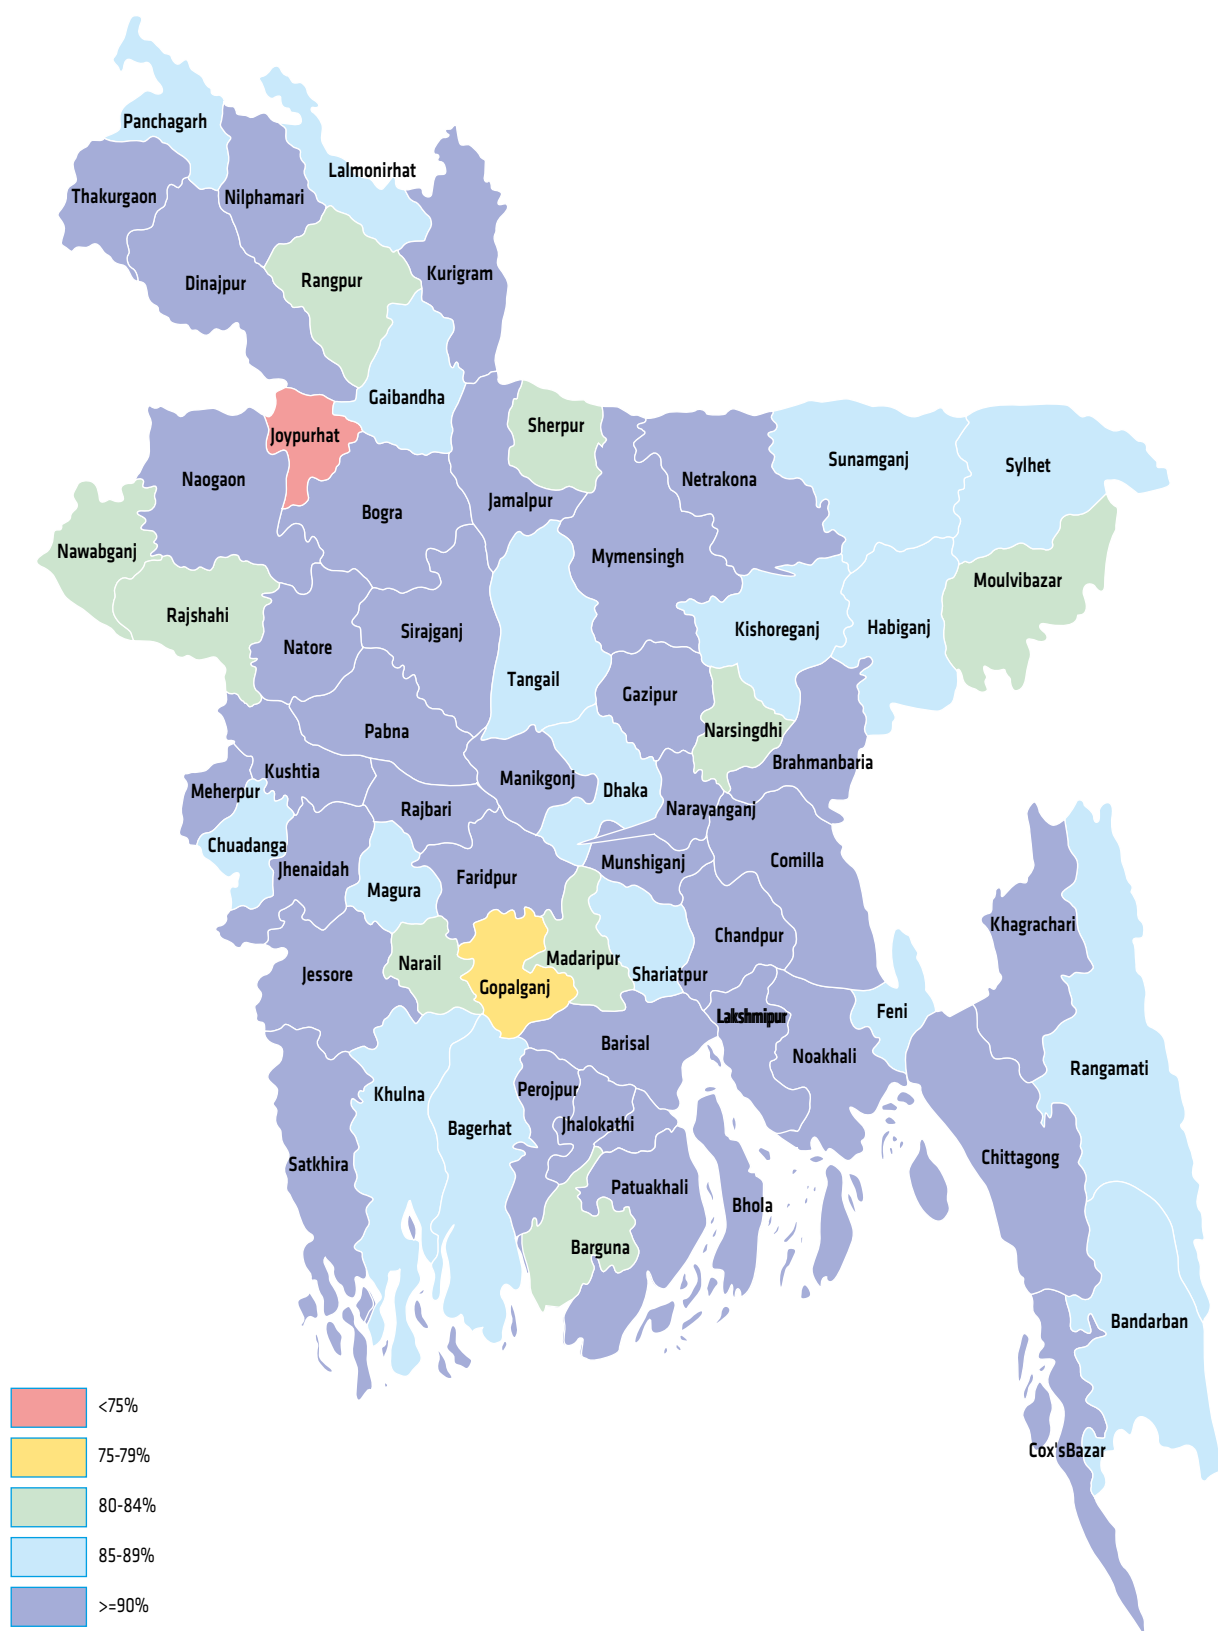 Panchagarh
Lalmonirhat
Thakurgaon
Nilphamari
Kurigram
Rangpur
Dinajpur
Gaibandha
Sherpur
Joypurhat
Sunamganj
Sylhet
Naogaon
Netrakona
Jamalpur
Bogra
Nawabganj
Mymensingh
Moulvibazar
Rajshahi
Kishoreganj
Habiganj
Sirajganj
Natore
Tangail
Gazipur
Pabna
Narsingdhi
Brahmanbaria
Kushtia
Manikgonj
Meherpur
Dhaka
Rajbari
Narayanganj
Chuadanga
Comilla
Munshiganj
Jhenaidah
Faridpur
Magura
Khagrachari
Chandpur
Madaripur
Narail
Jessore
Shariatpur
Gopalganj
Feni
Lakshmipur
Barisal
Noakhali
Rangamati
Perojpur
Khulna
Jhalokathi
Bagerhat
Chittagong
Satkhira
Patuakhali
Bhola
Barguna
Bandarban
Cox'sBazar
<75%
75-79%
80-84%
85-89%
>=90%